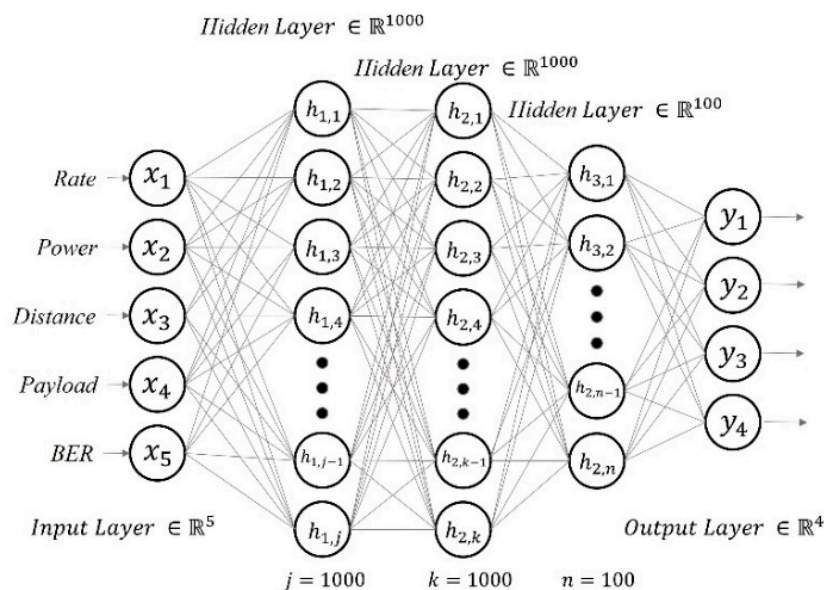 Hidden Layer ∈ ℝ¹⁰⁰⁰
Hidden Layer ∈ ℝ¹⁰⁰⁰
Hidden Layer ∈ ℝ¹⁰⁰
Rate
Power
Distance
Payload
BER
x₁
x₂
x₃
x₄
x₅
h₁,₁
h₁,₂
h₁,₃
h₁,₄
h₁,ⱼ₋₁
h₁,ⱼ
h₂,₁
h₂,₂
h₂,₃
h₂,₄
h₂,ₖ₋₁
h₂,ₖ
h₃,₁
h₃,₂
h₂,ₙ₋₁
h₂,ₙ
y₁
y₂
y₃
y₄
Input Layer ∈ ℝ⁵
Output Layer ∈ ℝ⁴
j = 1000
k = 1000
n = 100